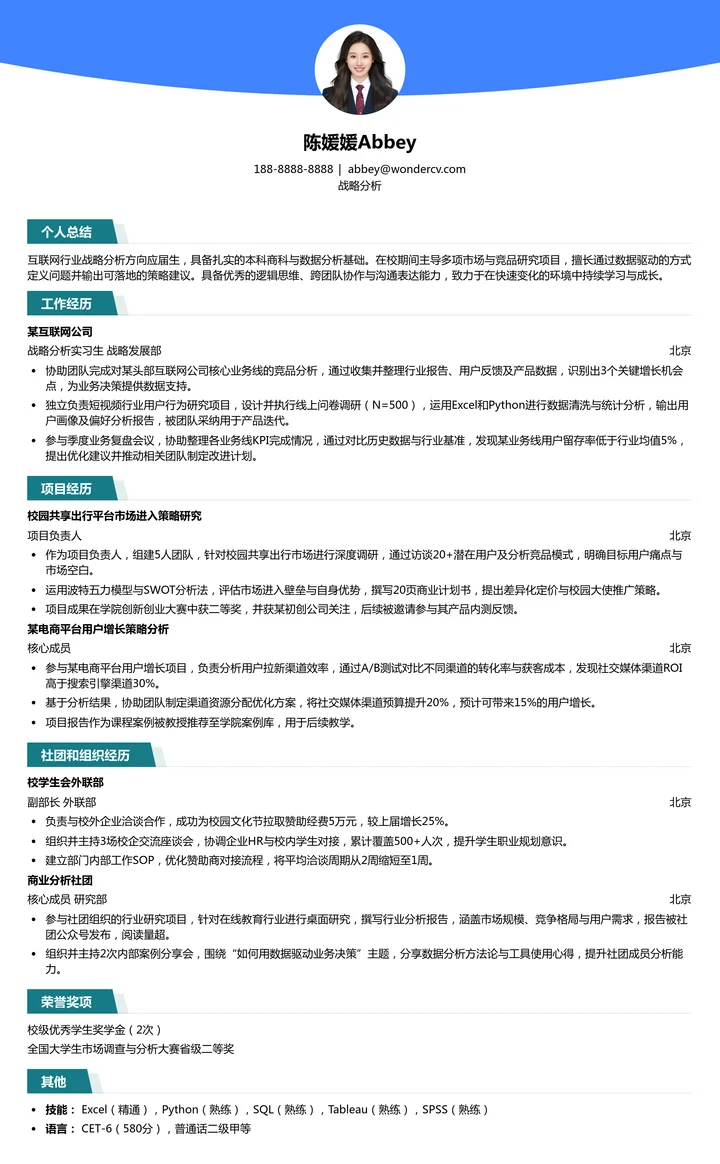 陈媛媛Abbey
188-8888-8888 | abbey@wondercv.com
战略分析
个人总结
互联网行业战略分析方向应届生，具备扎实的本科商科与数据分析基础。在校期间主导多项市场与竞品研究项目，擅长通过数据驱动的方式
定义问题并输出可落地的策略建议。具备优秀的逻辑思维、跨团队协作与沟通表达能力，致力于在快速变化的环境中持续学习与成长。
工作经历
某互联网公司
战略分析实习生 战略发展部 北京
• 协助团队完成对某头部互联网公司核心业务线的竞品分析，通过收集并整理行业报告、用户反馈及产品数据，识别出3个关键增长机会
点，为业务决策提供数据支持。
• 独立负责短视频行业用户行为研究项目，设计并执行线上问卷调研（N=500），运用Excel和Python进行数据清洗与统计分析，输出用
户画像及偏好分析报告，被团队采纳用于产品迭代。
• 参与季度业务复盘会议，协助整理各业务线KPI完成情况，通过对比历史数据与行业基准，发现某业务线用户留存率低于行业均值5%，
提出优化建议并推动相关团队制定改进计划。
项目经历
校园共享出行平台市场进入策略研究
项目负责人 北京
• 作为项目负责人，组建5人团队，针对校园共享出行市场进行深度调研，通过访谈20+潜在用户及分析竞品模式，明确目标用户痛点与
市场空白。
• 运用波特五力模型与SWOT分析法，评估市场进入壁垒与自身优势，撰写20页商业计划书，提出差异化定价与校园大使推广策略。
• 项目成果在学院创新创业大赛中获二等奖，并获某初创公司关注，后续被邀请参与其产品内测反馈。
某电商平台用户增长策略分析
核心成员 北京
• 参与某电商平台用户增长项目，负责分析用户拉新渠道效率，通过A/B测试对比不同渠道的转化率与获客成本，发现社交媒体渠道ROI
高于搜索引擎渠道30%。
• 基于分析结果，协助团队制定渠道资源分配优化方案，将社交媒体渠道预算提升20%，预计可带来15%的用户增长。
• 项目报告作为课程案例被教授推荐至学院案例库，用于后续教学。
社团和组织经历
校学生会外联部
副部长 外联部 北京
• 负责与校外企业洽谈合作，成功为校园文化节拉取赞助经费5万元，较上届增长25%。
• 组织并主持3场校企交流座谈会，协调企业HR与校内学生对接，累计覆盖500+人次，提升学生职业规划意识。
• 建立部门内部工作SOP，优化赞助商对接流程，将平均洽谈周期从2周缩短至1周。
商业分析社团
核心成员 研究部 北京
• 参与社团组织的行业研究项目，针对在线教育行业进行桌面研究，撰写行业分析报告，涵盖市场规模、竞争格局与用户需求，报告被社
团公众号发布，阅读量超。
• 组织并主持2次内部案例分享会，围绕“如何用数据驱动业务决策”主题，分享数据分析方法论与工具使用心得，提升社团成员分析能
力。
荣誉奖项
校级优秀学生奖学金（2次）
全国大学生市场调查与分析大赛省级二等奖
其他
• 技能： Excel（精通），Python（熟练），SQL（熟练），Tableau（熟练），SPSS（熟练）
• 语言： CET-6（580分），普通话二级甲等